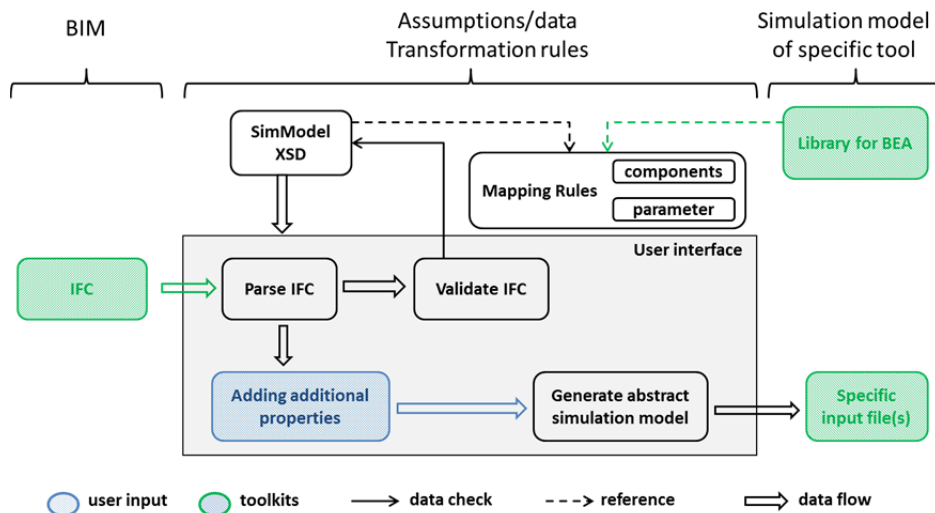 BIM
Assumptions/data
Transformation rules
Simulation model
of specific tool
SimModel
XSD
Library for BEA
Mapping Rules
components
parameter
User interface
IFC
Parse IFC
Validate IFC
Adding additional
properties
Generate abstract
simulation model
Specific
input file(s)
user input
toolkits
data check
reference
data flow